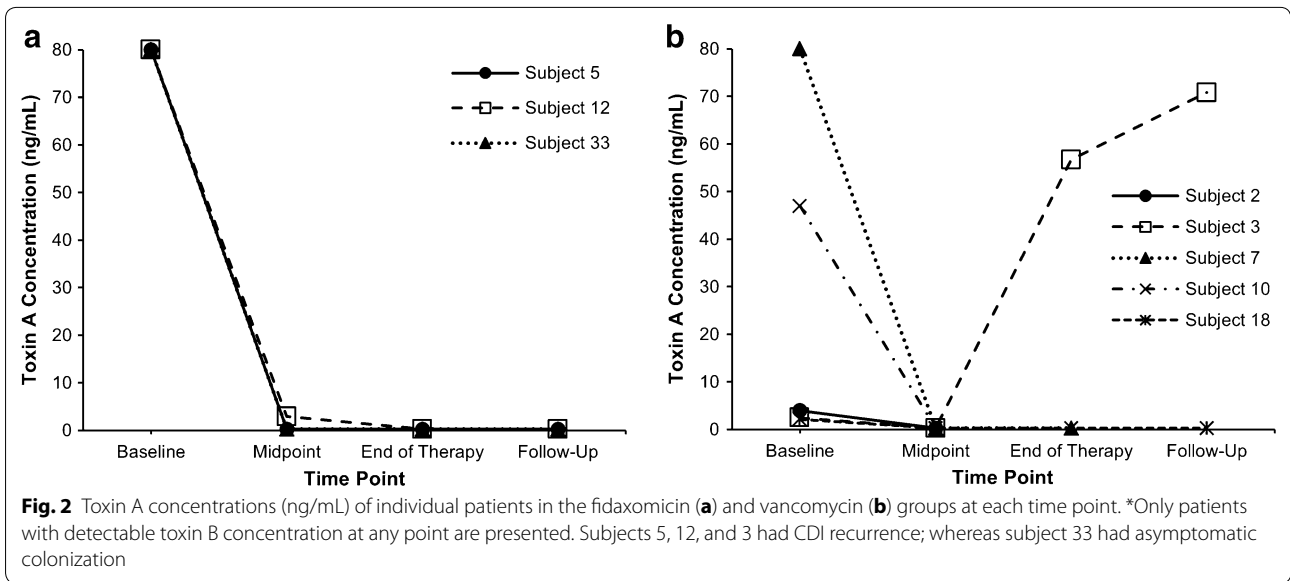 a
80
70
60
50
40
30
20
10
0
Toxin A Concentration (ng/mL)
Subject 5
Subject 12
Subject 33
Baseline
Midpoint
End of Therapy
Follow-Up
Time Point
b
80
70
60
50
40
30
20
10
0
Toxin A Concentration (ng/mL)
Subject 2
Subject 3
Subject 7
Subject 10
Subject 18
Baseline
Midpoint
End of Therapy
Follow-Up
Time Point
Fig. 2 Toxin A concentrations (ng/mL) of individual patients in the fidaxomicin (a) and vancomycin (b) groups at each time point. *Only patients
with detectable toxin B concentration at any point are presented. Subjects 5, 12, and 3 had CDI recurrence; whereas subject 33 had asymptomatic
colonization